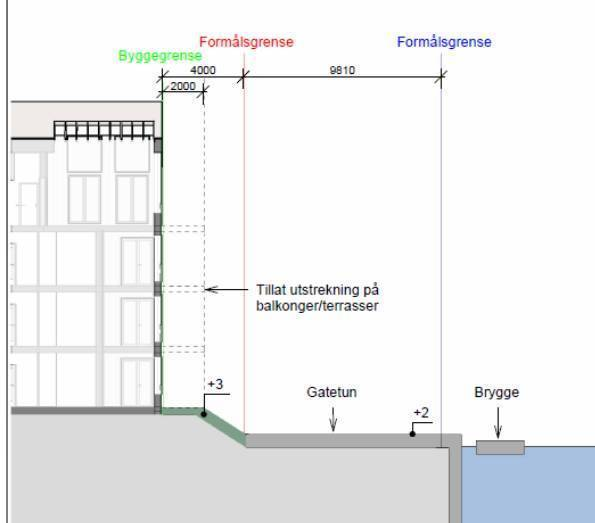 Formålsgrense
Formålsgrense
Byggegrense
4000
9810
2000
Tillat utstrekning på
balkonger/terrasser
+3
Gatetun
+2
Brygge